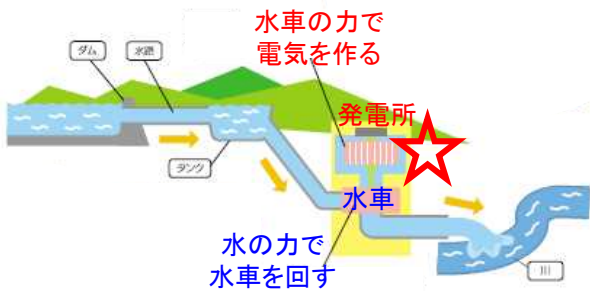 水車の力で
電気を作る
ダム
水路
発電所
タンク
水車
水の力で
水車を回す
川